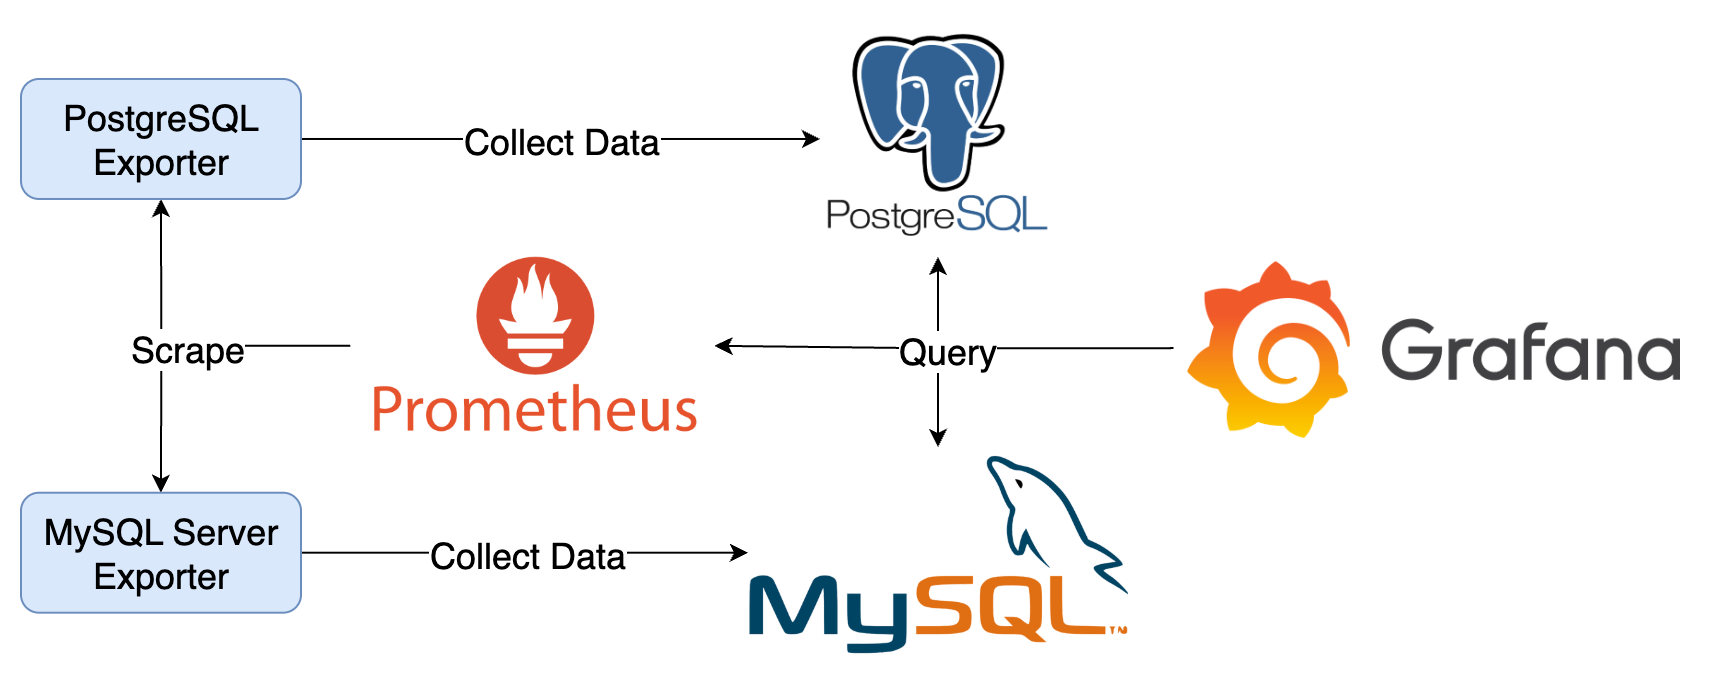 PostgreSQL
Exporter
Collect Data
PostgreSQL
Scrape
Prometheus
Query
Grafana
MySQL Server
Exporter
Collect Data
MySQL™